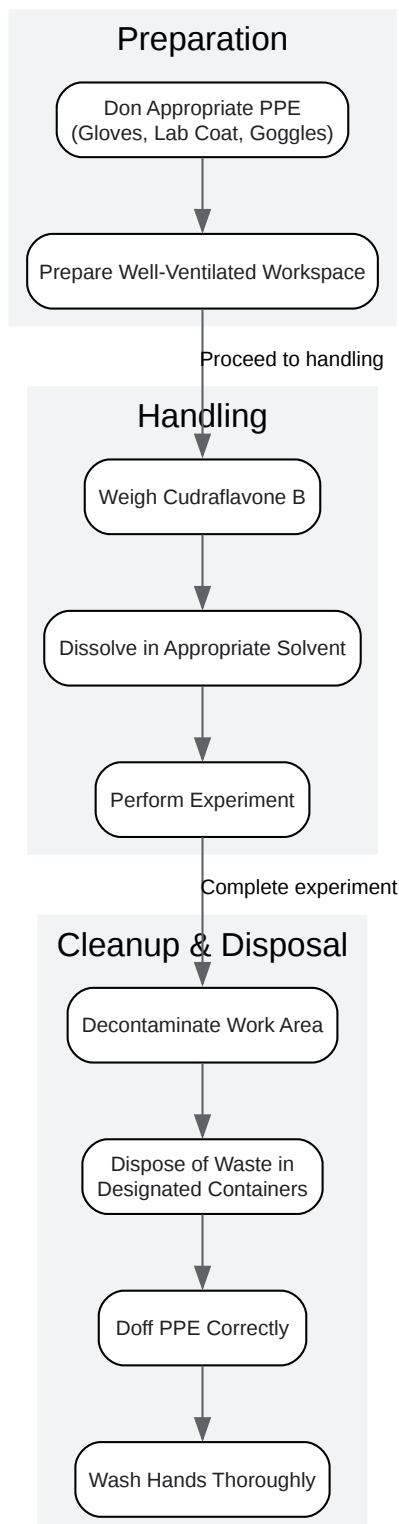 Preparation
Don Appropriate PPE
(Gloves, Lab Coat, Goggles)
Prepare Well-Ventilated Workspace
Proceed to handling
Handling
Weigh Cudraflavone B
Dissolve in Appropriate Solvent
Perform Experiment
Complete experiment
Cleanup & Disposal
Decontaminate Work Area
Dispose of Waste in
Designated Containers
Doff PPE Correctly
Wash Hands Thoroughly